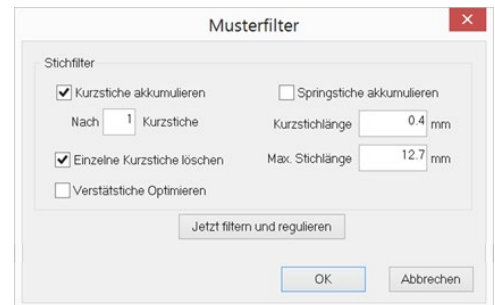 Musterfilter
Stichfilter
Kurzstiche akkumulieren
Springstiche akkumulieren
Nach 1 Kurzstiche
Kurzstichlänge 0.4 mm
Einzelne Kurzstiche löschen
Max. Stichlänge 12.7 mm
Verstätstiche Optimieren
Jetzt filtern und regulieren
OK
Abbrechen